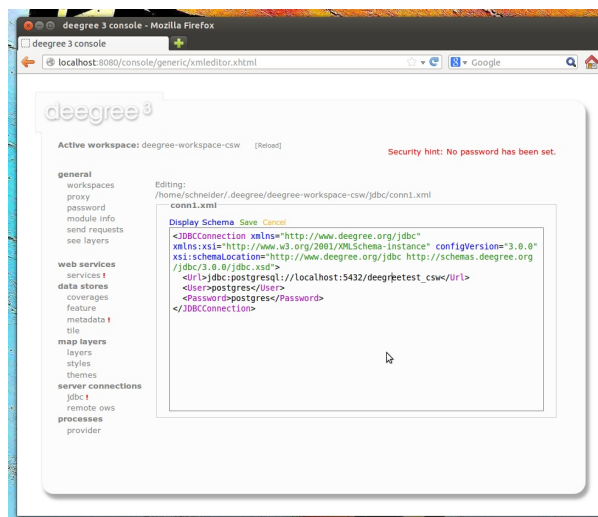 deegree 3 console - Mozilla Firefox
deegree 3 console
localhost:8080/console/generic/xmleditor.xhtml
Google
deegree 3
Active workspace: deegree-workspace-csw [Reload]
Security hint: No password has been set.
general
workspaces
proxy
password
module info
send requests
see layers
web services
services !
data stores
coverages
feature
metadata !
tile
map layers
layers
styles
themes
server connections
jdbc !
remote ows
processes
provider
Editing:
/home/schneider/.deegree/deegree-workspace-csw/jdbc/conn1.xml
conn1.xml
Display Schema Save Cancel
<JDBCConnection xmlns="http://www.deegree.org/jdbc"
xmlns:xsi="http://www.w3.org/2001/XMLSchema-instance" configVersion="3.0.0"
xsi:schemaLocation="http://www.deegree.org/jdbc http://schemas.deegree.org
/jdbc/3.0.0/jdbc.xsd">
<Url>jdbc:postgresql://localhost:5432/deegreetest_csw</Url>
<User>postgres</User>
<Password>postgres</Password>
</JDBCConnection>